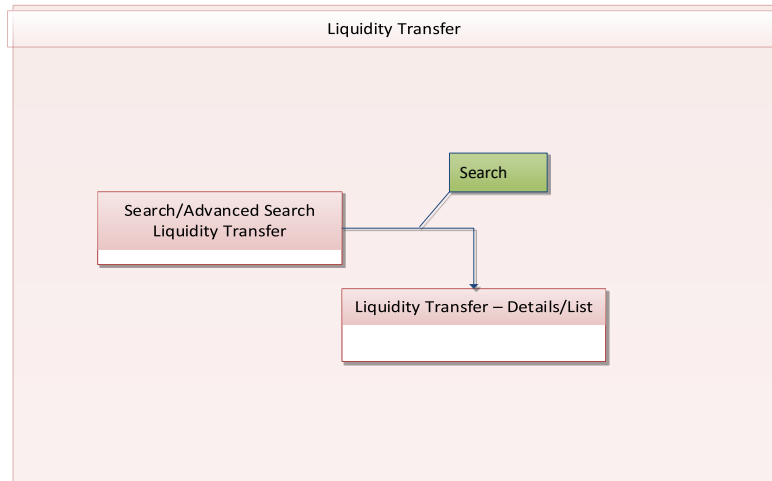 Liquidity Transfer
Search
Search/Advanced Search
Liquidity Transfer
Liquidity Transfer – Details/List